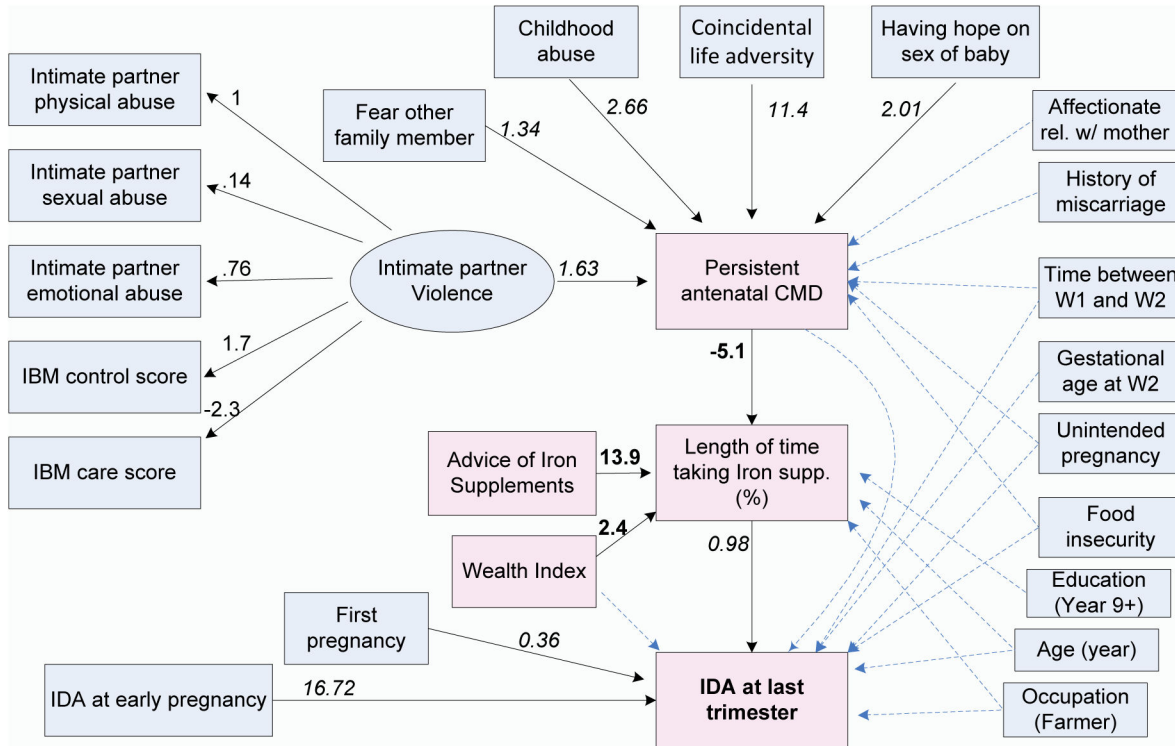 Childhood
abuse
Coincidental
life adversity
Having hope on
sex of baby
Intimate partner
physical abuse
1
Fear other
family member
1.34
2.66
11.4
2.01
Affectionate
rel. w/ mother
Intimate partner
sexual abuse
.14
History of
miscarriage
Intimate partner
emotional abuse
.76
Intimate partner
Violence
1.63
Persistent
antenatal CMD
Time between
W1 and W2
IBM control score
1.7
-5.1
Gestational
age at W2
-2.3
IBM care score
Advice of Iron
Supplements
13.9
Length of time
taking Iron supp.
(%)
Unintended
pregnancy
2.4
Wealth Index
0.98
Food
insecurity
First
pregnancy
0.36
Education
(Year 9+)
Age (year)
IDA at early pregnancy
16.72
IDA at last
trimester
Occupation
(Farmer)